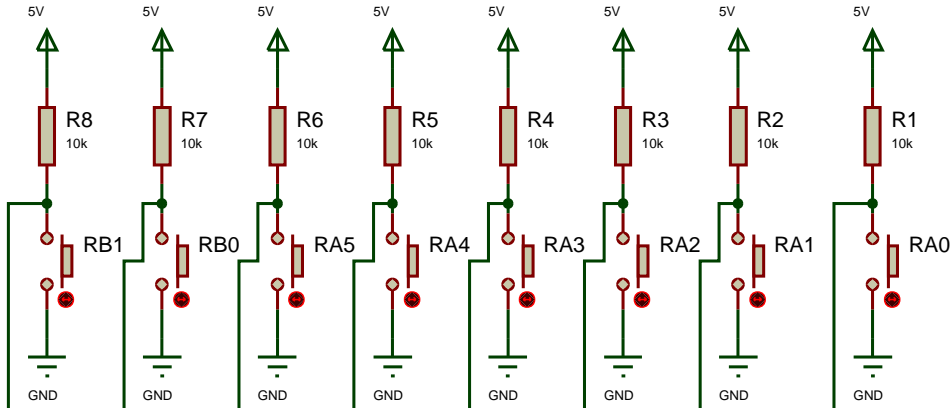 5V 5V 5V 5V 5V 5V 5V 5V
R8 R7 R6 R5 R4 R3 R2 R1
10k 10k 10k 10k 10k 10k 10k 10k
RB1 RB0 RA5 RA4 RA3 RA2 RA1 RA0
GND GND GND GND GND GND GND GND